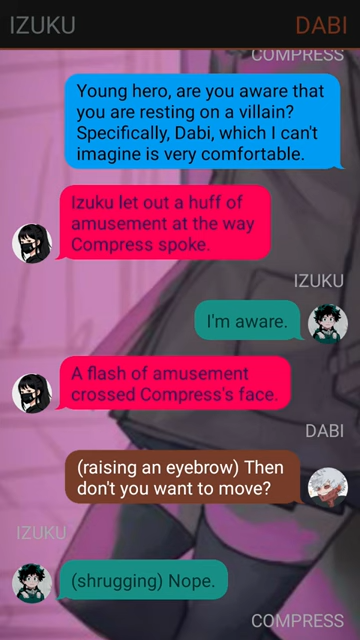 IZUKU DABI
COMPRESS
Young hero, are you aware that
you are resting on a villain?
Specifically, Dabi, which I can't
imagine is very comfortable.
Izuku let out a huff of
amusement at the way
Compress spoke.
IZUKU
I'm aware.
A flash of amusement
crossed Compress's face.
DABI
(raising an eyebrow) Then
don't you want to move?
IZUKU
(shrugging) Nope.
COMPRESS